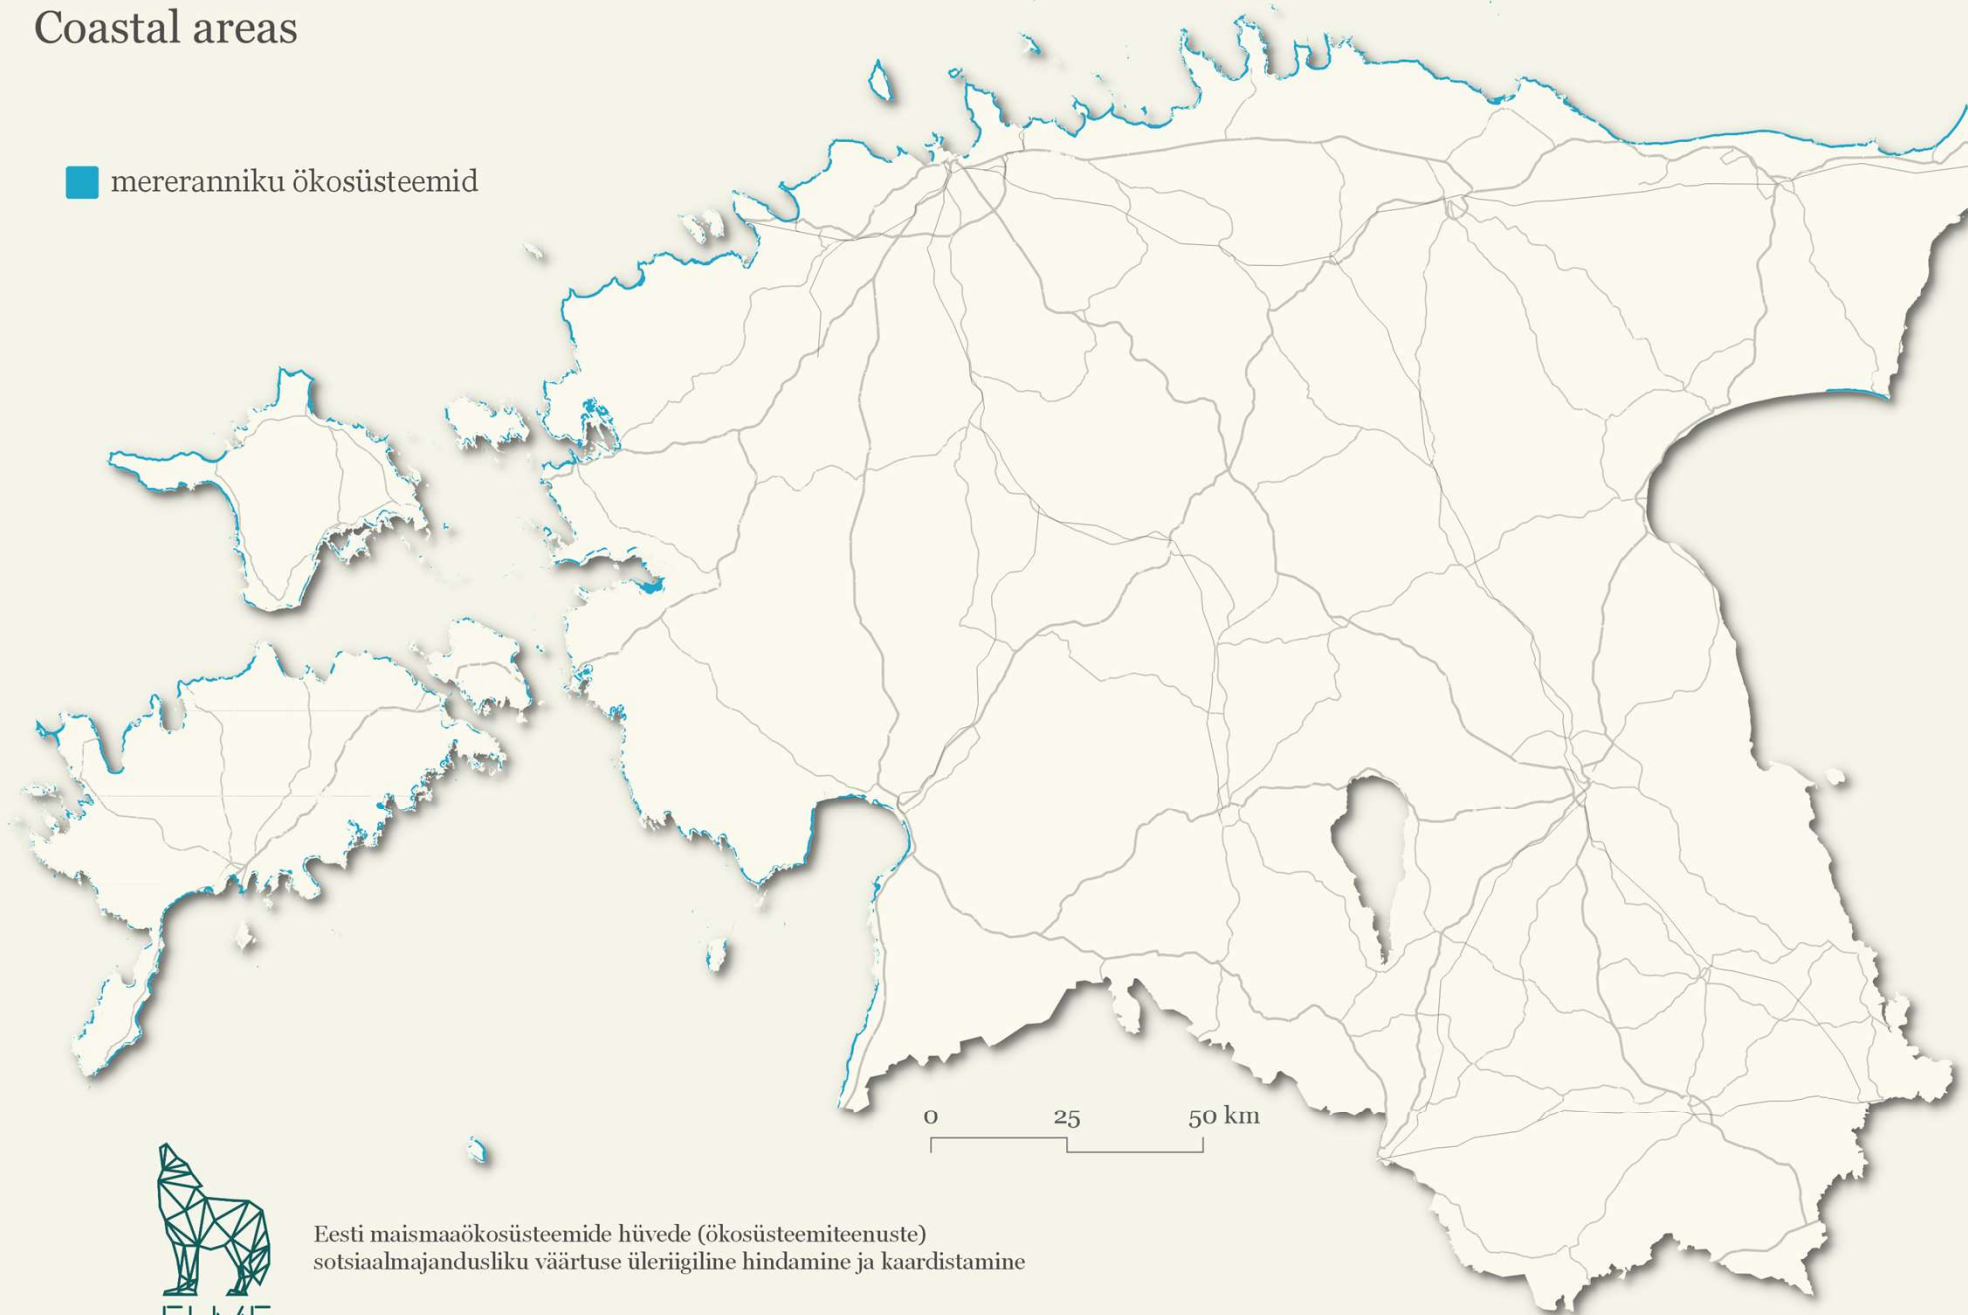 Coastal areas
mereranniku ökosüsteemid
0 25 50 km
Eesti maismaaökosüsteemide hüvede (ökosüsteemiteenuste)
sotsiaalmajandusliku väärtuse üleriigiline hindamine ja kaardistamine